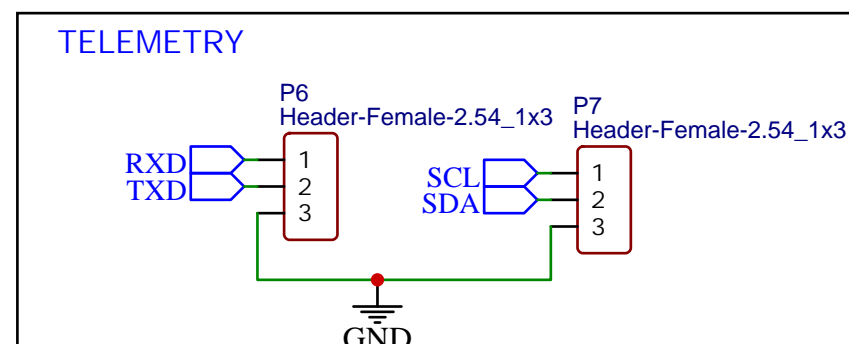 TELEMETRY
P6
Header-Female-2.54_1x3
RXD
TXD
1
2
3
P7
Header-Female-2.54_1x3
SCL
SDA
1
2
3
GND